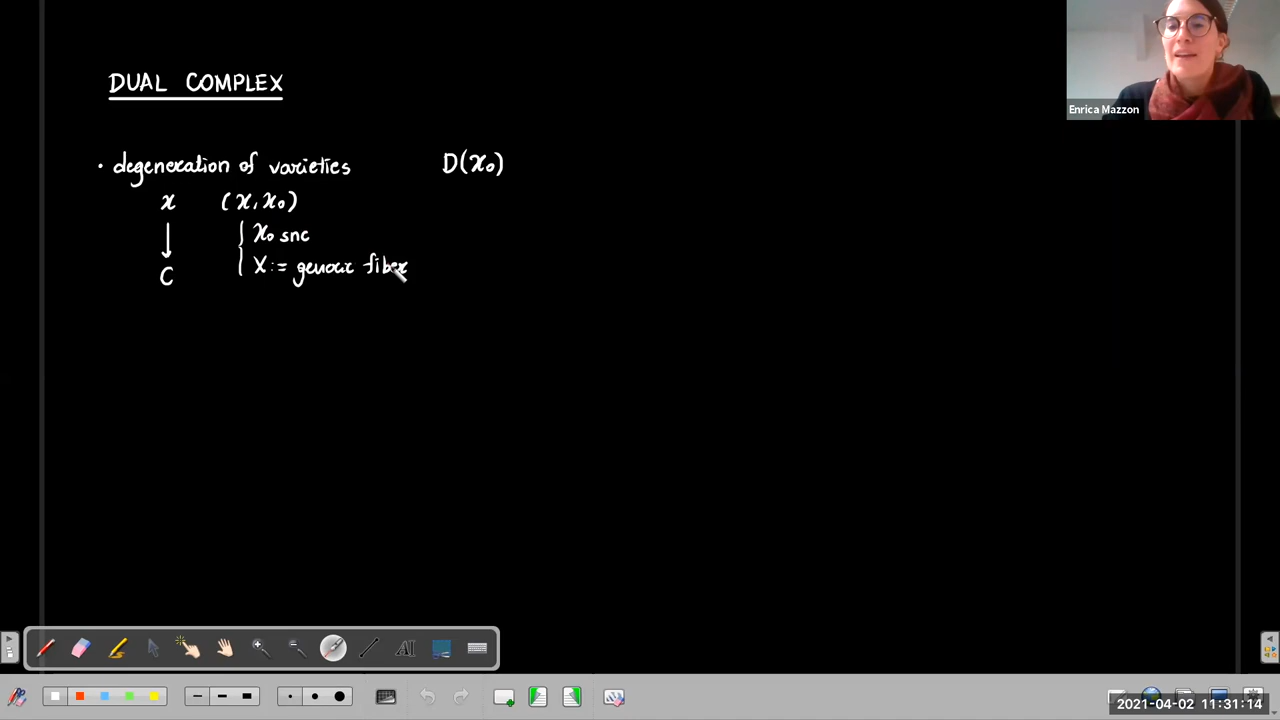 DUAL COMPLEX
• degeneration of varieties D(𝒳₀)
𝒳 (𝒳, 𝒳₀)
↓ { 𝒳₀ snc
C X := generic fiber
Enrica Mazzon
AI
2021-04-02 11:31:14